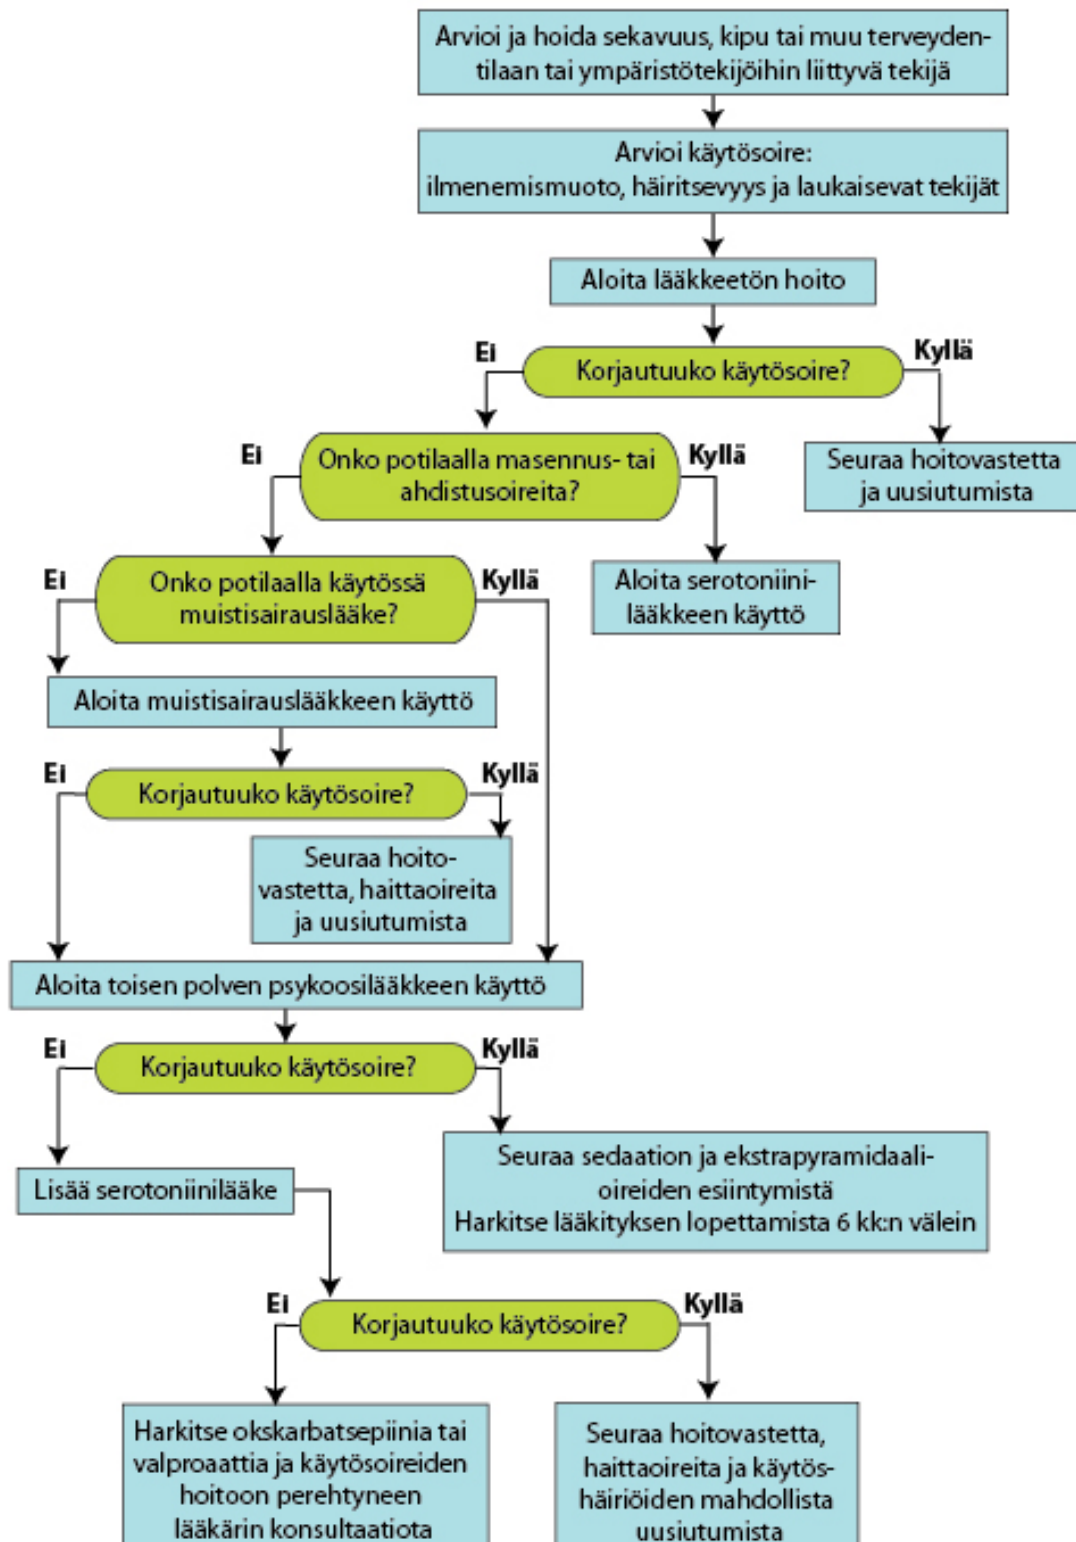 Arvioi ja hoida sekavuus, kipu tai muu terveyden-
tilaan tai ympäristötekijöihin liittyvä tekijä
Arvioi käytösoire:
ilmenemismuoto, häiritsevyys ja laukaisevat tekijät
Aloita lääkkeetön hoito
Ei
Korjautuuko käytösoire?
Kyllä
Seuraa hoitovastetta
ja uusiutumista
Ei
Onko potilaalla masennus- tai
ahdistusoireita?
Kyllä
Aloita serotoniini-
lääkkeen käyttö
Ei
Onko potilaalla käytössä
muistisairauslääke?
Kyllä
Aloita muistisairauslääkkeen käyttö
Ei
Korjautuuko käytösoire?
Kyllä
Seuraa hoito-
vastetta, haittaoireita
ja uusiutumista
Aloita toisen polven psykoosilääkkeen käyttö
Ei
Korjautuuko käytösoire?
Kyllä
Seuraa sedaation ja ekstrapyramidaali-
oireiden esiintymistä
Harkitse lääkityksen lopettamista 6 kk:n välein
Lisää serotoniinilääke
Ei
Korjautuuko käytösoire?
Kyllä
Harkitse okskarbatsepiinia tai
valproaattia ja käytösoireiden
hoitoon perehtyneen
lääkärin konsultaatiota
Seuraa hoitovastetta,
haittaoireita ja käytös-
häiriöiden mahdollista
uusiutumista